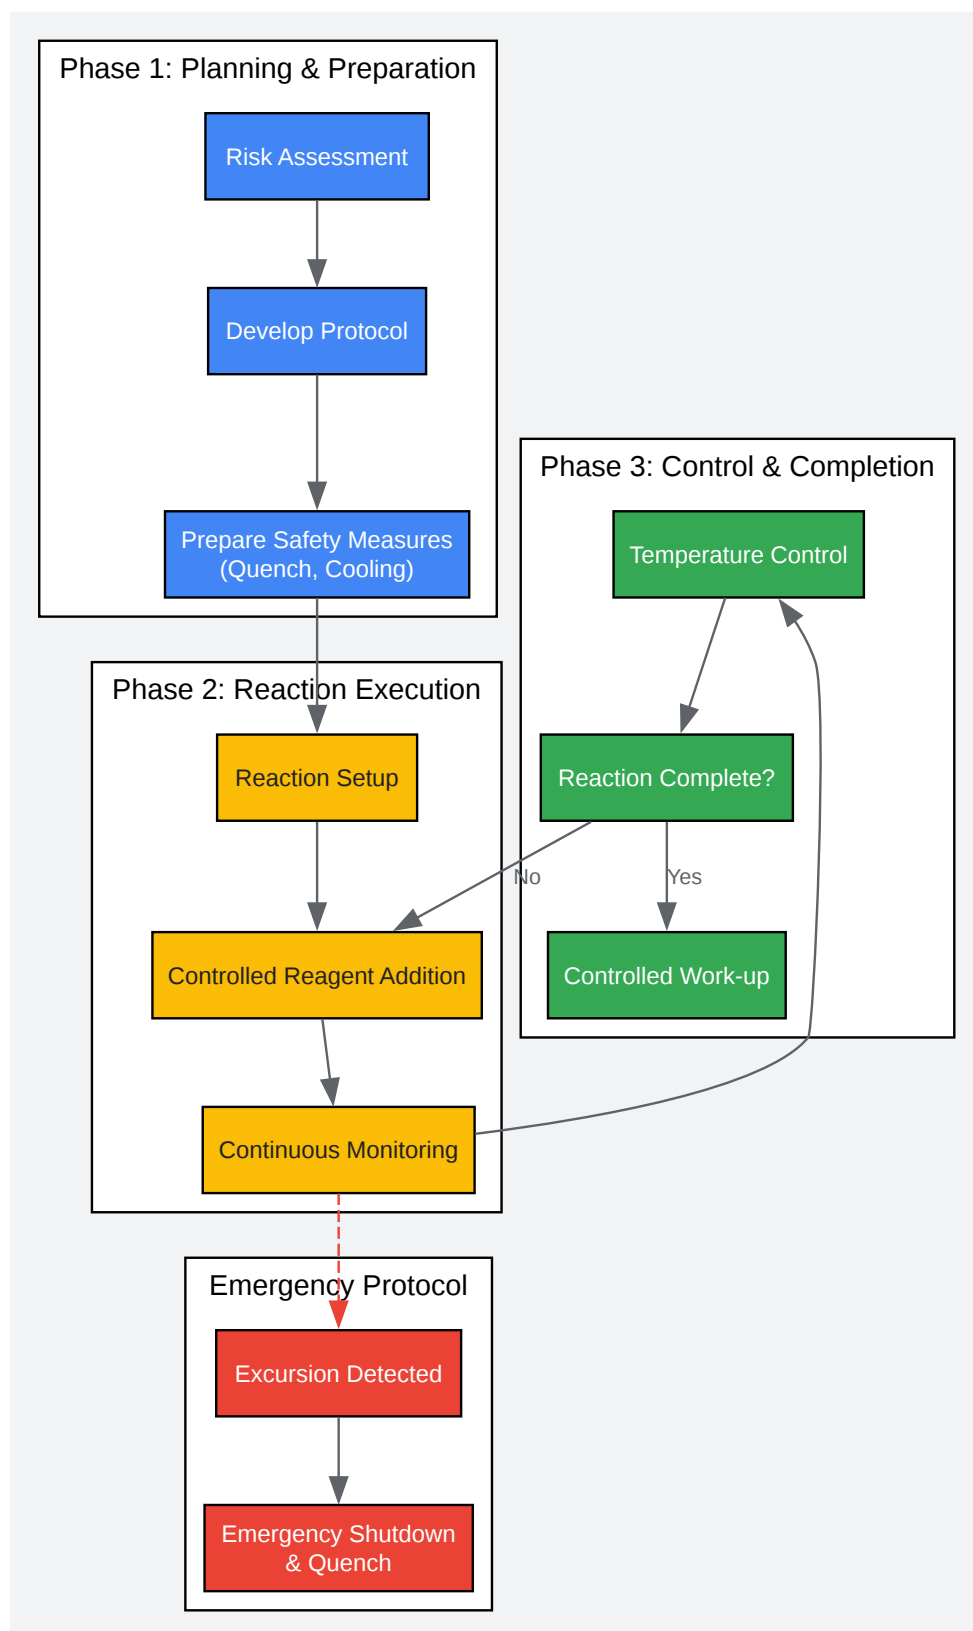 Phase 1: Planning & Preparation
Risk Assessment
Develop Protocol
Prepare Safety Measures
(Quench, Cooling)
Phase 2: Reaction Execution
Reaction Setup
Controlled Reagent Addition
Continuous Monitoring
Phase 3: Control & Completion
Temperature Control
Reaction Complete?
No
Yes
Controlled Work-up
Emergency Protocol
Excursion Detected
Emergency Shutdown
& Quench